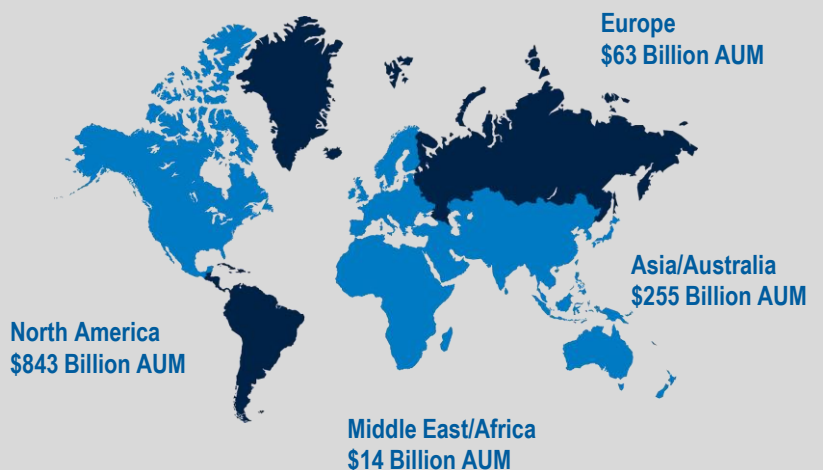 Europe
$63 Billion AUM
Asia/Australia
$255 Billion AUM
North America
$843 Billion AUM
Middle East/Africa
$14 Billion AUM